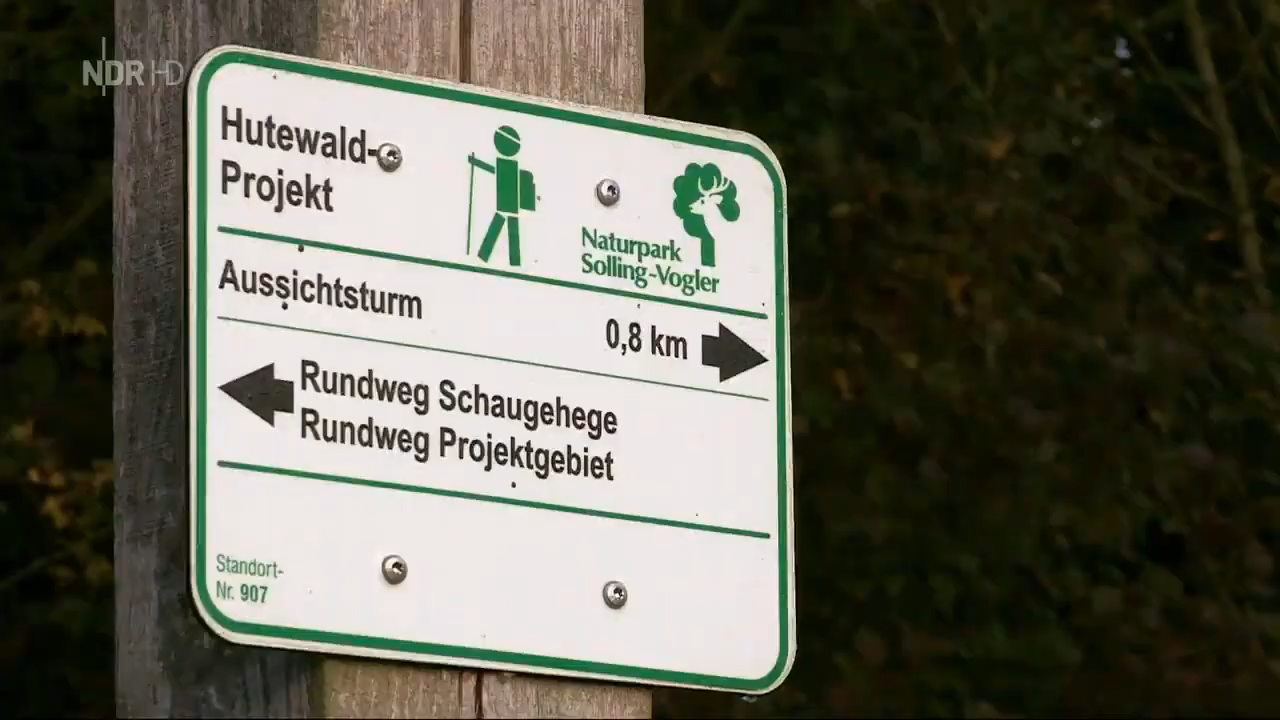 NDR HD
Hutewald-
Projekt
Naturpark
Solling-Vogler
Aussichtsturm
0,8 km
Rundweg Schaugehege
Rundweg Projektgebiet
Standort-
Nr. 907